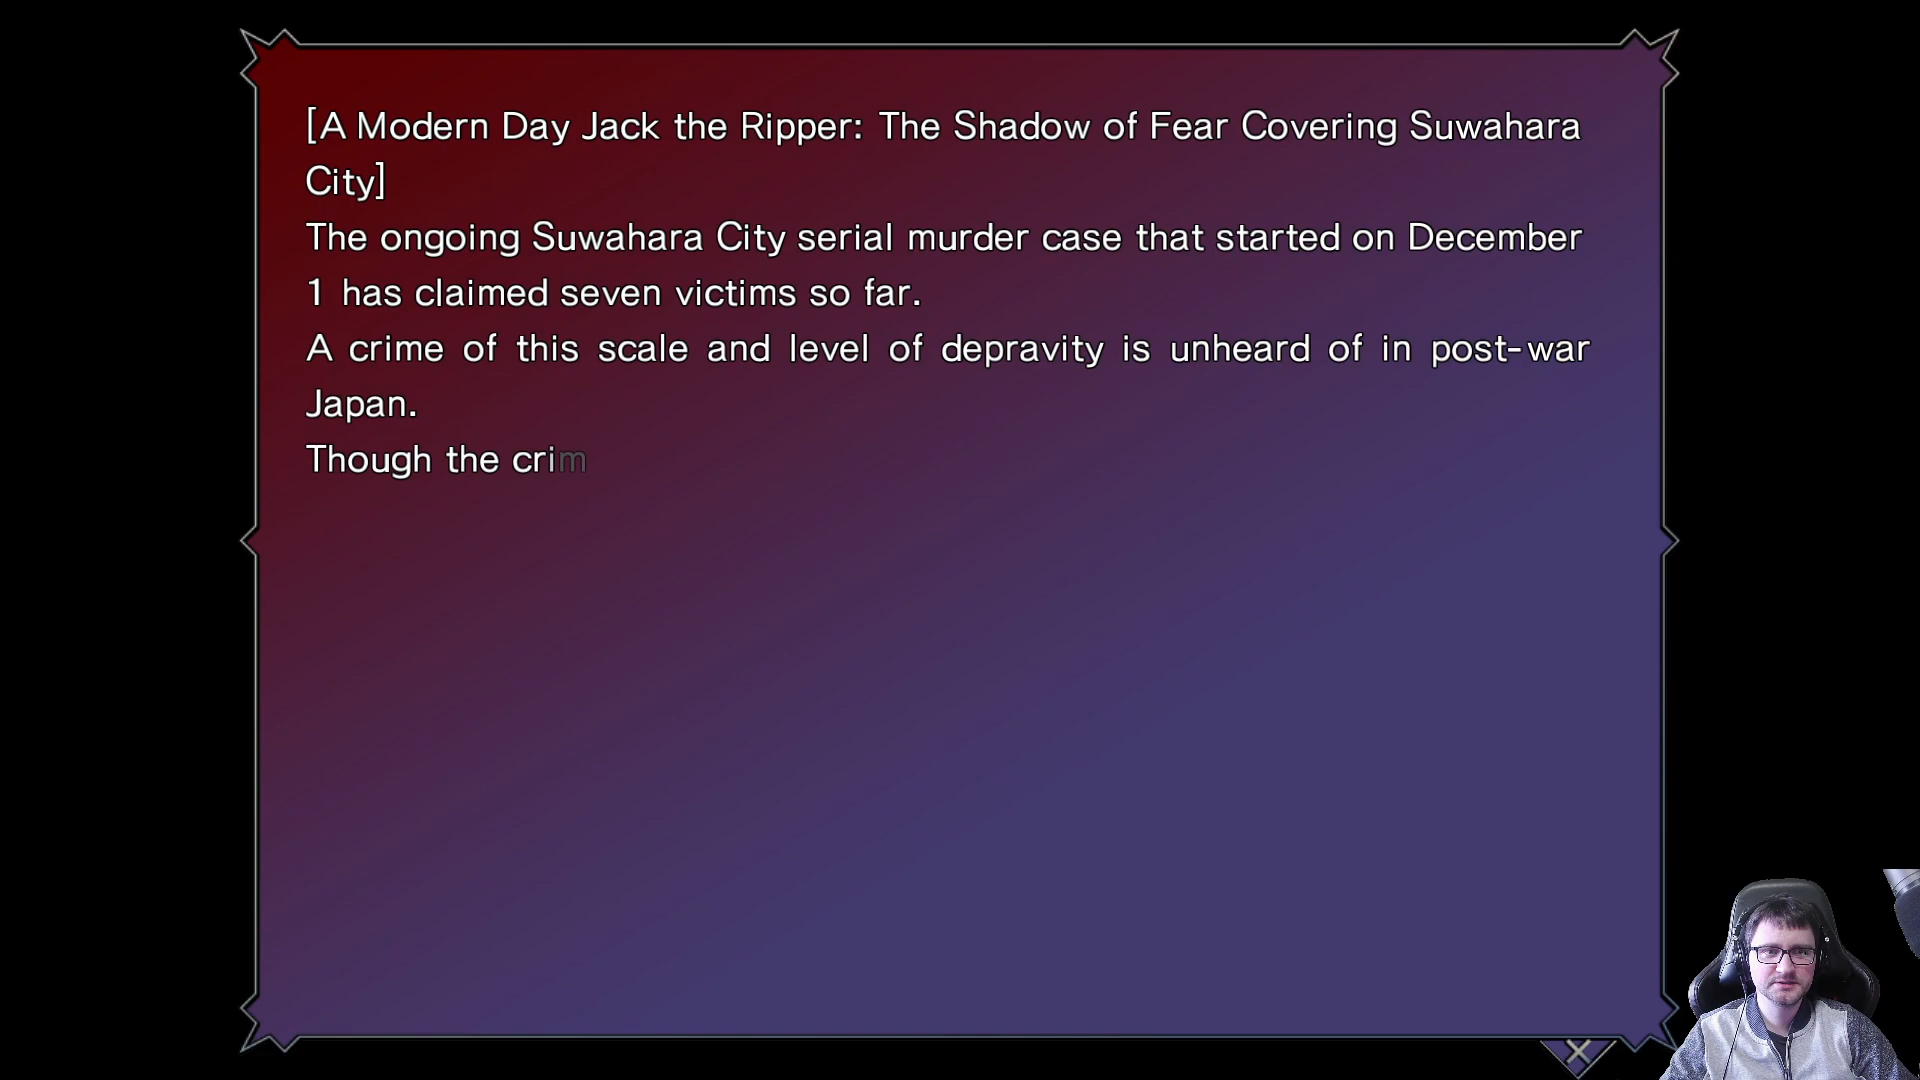 [A Modern Day Jack the Ripper: The Shadow of Fear Covering Suwahara
City]
The ongoing Suwahara City serial murder case that started on December
1 has claimed seven victims so far.
A crime of this scale and level of depravity is unheard of in post-war
Japan.
Though the crim